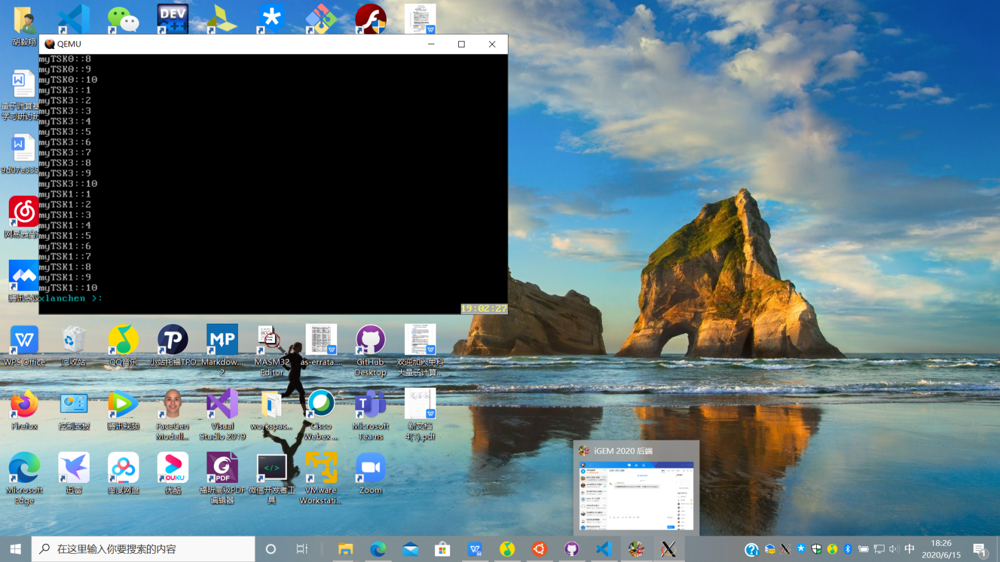 胡毅翔
QEMU
myTSK0::8
myTSK0::9
myTSK0::10
myTSK3::1
myTSK3::2
myTSK3::3
myTSK3::4
myTSK3::5
myTSK3::6
myTSK3::7
myTSK3::8
myTSK3::9
myTSK3::10
myTSK1::1
myTSK1::2
myTSK1::3
myTSK1::4
myTSK1::5
myTSK1::6
myTSK1::7
myTSK1::8
myTSK1::9
myTSK1::10
xlanchen >:
19:02:27
DEV
C++
量子计算基
学习研讨班
9d07e335
网易云音
腾讯会议
WPS Office
回收站
QQ音乐
小站托福TPO
Markdow...
2
MASM32
Editor
as-errata....
GitHub
Desktop
欢迎加入中科
大量子计算...
Firefox
控制面板
腾讯视频
FaceGen
Modell...
Visual
Studio 2019
workspac...
Cisco
Webex ...
Microsoft
Teams
新文档
4(1).pdf
Microsoft
Edge
迅雷
百度网盘
YOUKU
优酷
福昕高级PDF
编辑器
微信开发者工
具
VMware
Workstati...
Zoom
iGEM 2020 后端
在这里输入你要搜索的内容
中
18:26
2020/6/15
1